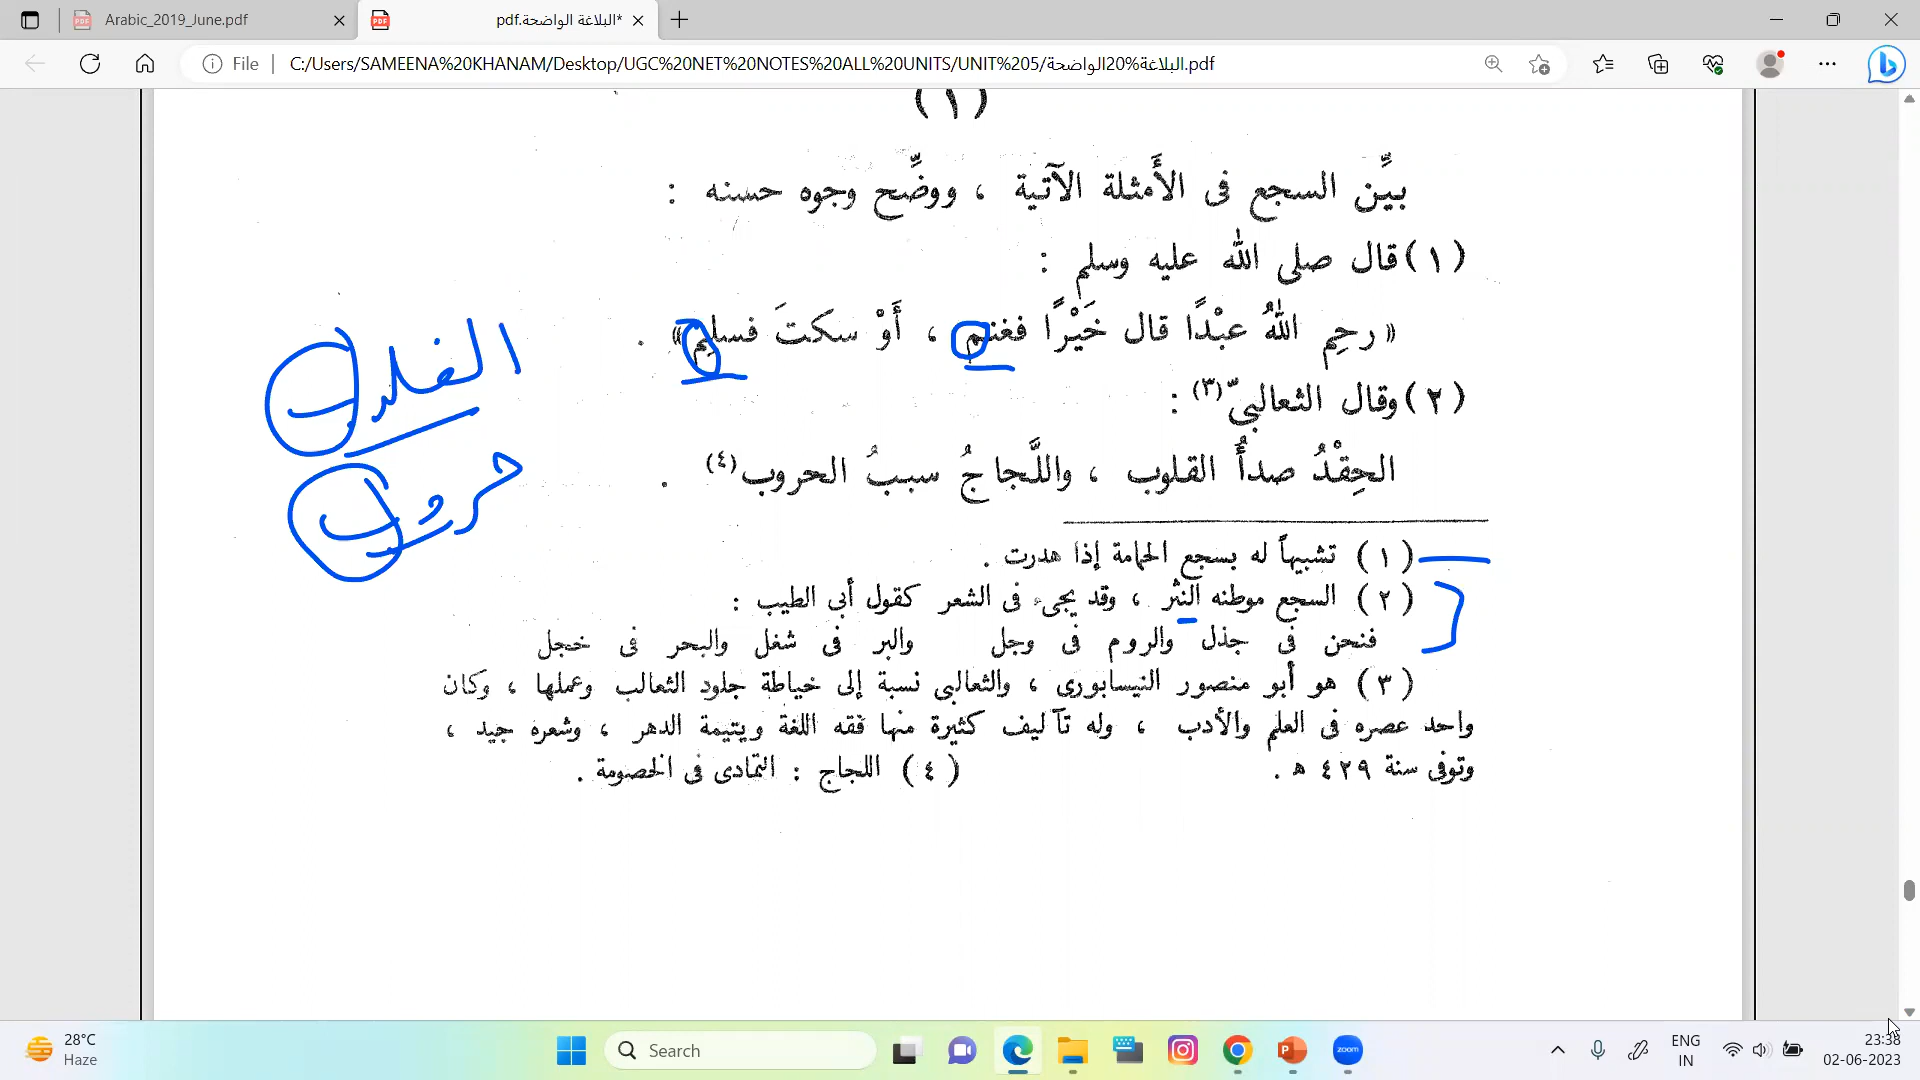 Arabic_2019_June.pdf
*البلاغة الواضحة.pdf
File
C:/Users/SAMEENA%20KHANAM/Desktop/UGC%20NET%20NOTES%20ALL%20UNITS/UNIT%205/البلاغة%20الواضحة.pdf
(١)
بيِّن السجع فى الأَمثلة الآتية ، ووضِّح وجوه حسنه :
(١) قال صلى الله عليه وسلم :
«رحِم اللهُ عبْدًا قال خَيْرًا فغنم ، أَوْ سكتَ فسلِم» .
(٢) وقال الثعالبيّ(٣) :
الحِقْدُ صدأُ القلوب ، واللَّجاجُ سببُ الحروب(٤) .
(١) تشبيهاً له بسجع الحمامة إذا هدرت .
(٢) السجع موطنه النثر ، وقد يجىء فى الشعر كقول أبى الطيب :
فنحن فى جذل والروم فى وجل والبر فى شغل والبحر فى خجل
(٣) هو أبو منصور النيسابورى ، والثعالبى نسبة إلى خياطة جلود الثعالب وعملها ، وكان
واحد عصره فى العلم والأدب ، وله تآليف كثيرة منها فقه اللغة ويتيمة الدهر ، وشعره جيد ،
وتوفى سنة ٤٢٩ ه . (٤) اللجاج : التمادى فى الخصومة .
القلوب
حروب
28°C
Haze
Search
zoom
ENG
IN
23:38
02-06-2023